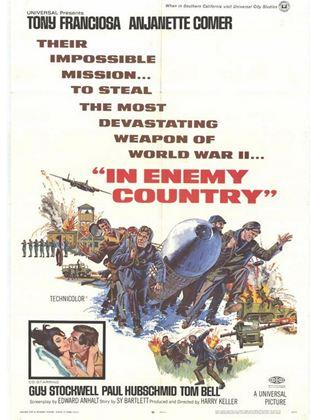 Universal Presents
When in Southern California visit Universal City Studios
TONY FRANCIOSA ANJANETTE COMER
THEIR
IMPOSSIBLE
MISSION...
TO STEAL
THE MOST
DEVASTATING
WEAPON OF
WORLD WAR II...
"IN ENEMY
COUNTRY"
TECHNICOLOR®
CO-STARRING
GUY STOCKWELL PAUL HUBSCHMID TOM BELL
Screenplay by EDWARD ANHALT Story by SY BARTLETT Produced and Directed by HARRY KELLER
A UNIVERSAL PICTURE